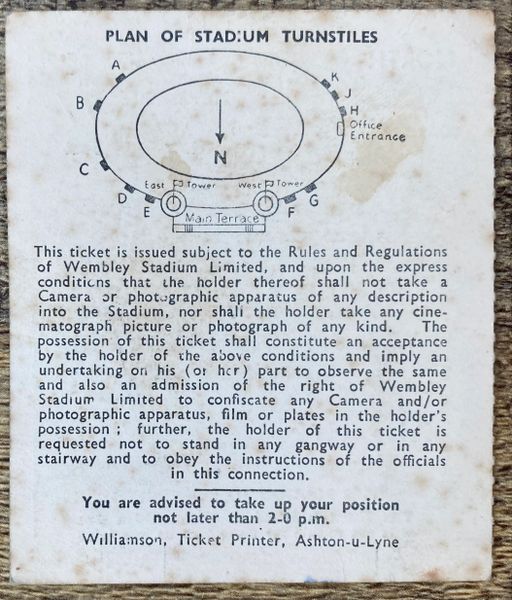 PLAN OF STADIUM TURNSTILES
A
K
J
B
H
Office
Entrance
N
C
East Tower
West Tower
D
E
F
G
Main Terrace
This ticket is issued subject to the Rules and Regulations
of Wembley Stadium Limited, and upon the express
conditions that the holder thereof shall not take a
Camera or photographic apparatus of any description
into the Stadium, nor shall the holder take any cine-
matograph picture or photograph of any kind. The
possession of this ticket shall constitute an acceptance
by the holder of the above conditions and imply an
undertaking on his (or her) part to observe the same
and also an admission of the right of Wembley
Stadium Limited to confiscate any Camera and/or
photographic apparatus, film or plates in the holder's
possession ; further, the holder of this ticket is
requested not to stand in any gangway or in any
stairway and to obey the instructions of the officials
in this connection.
You are advised to take up your position
not later than 2-0 p.m.
Williamson, Ticket Printer, Ashton-u-Lyne